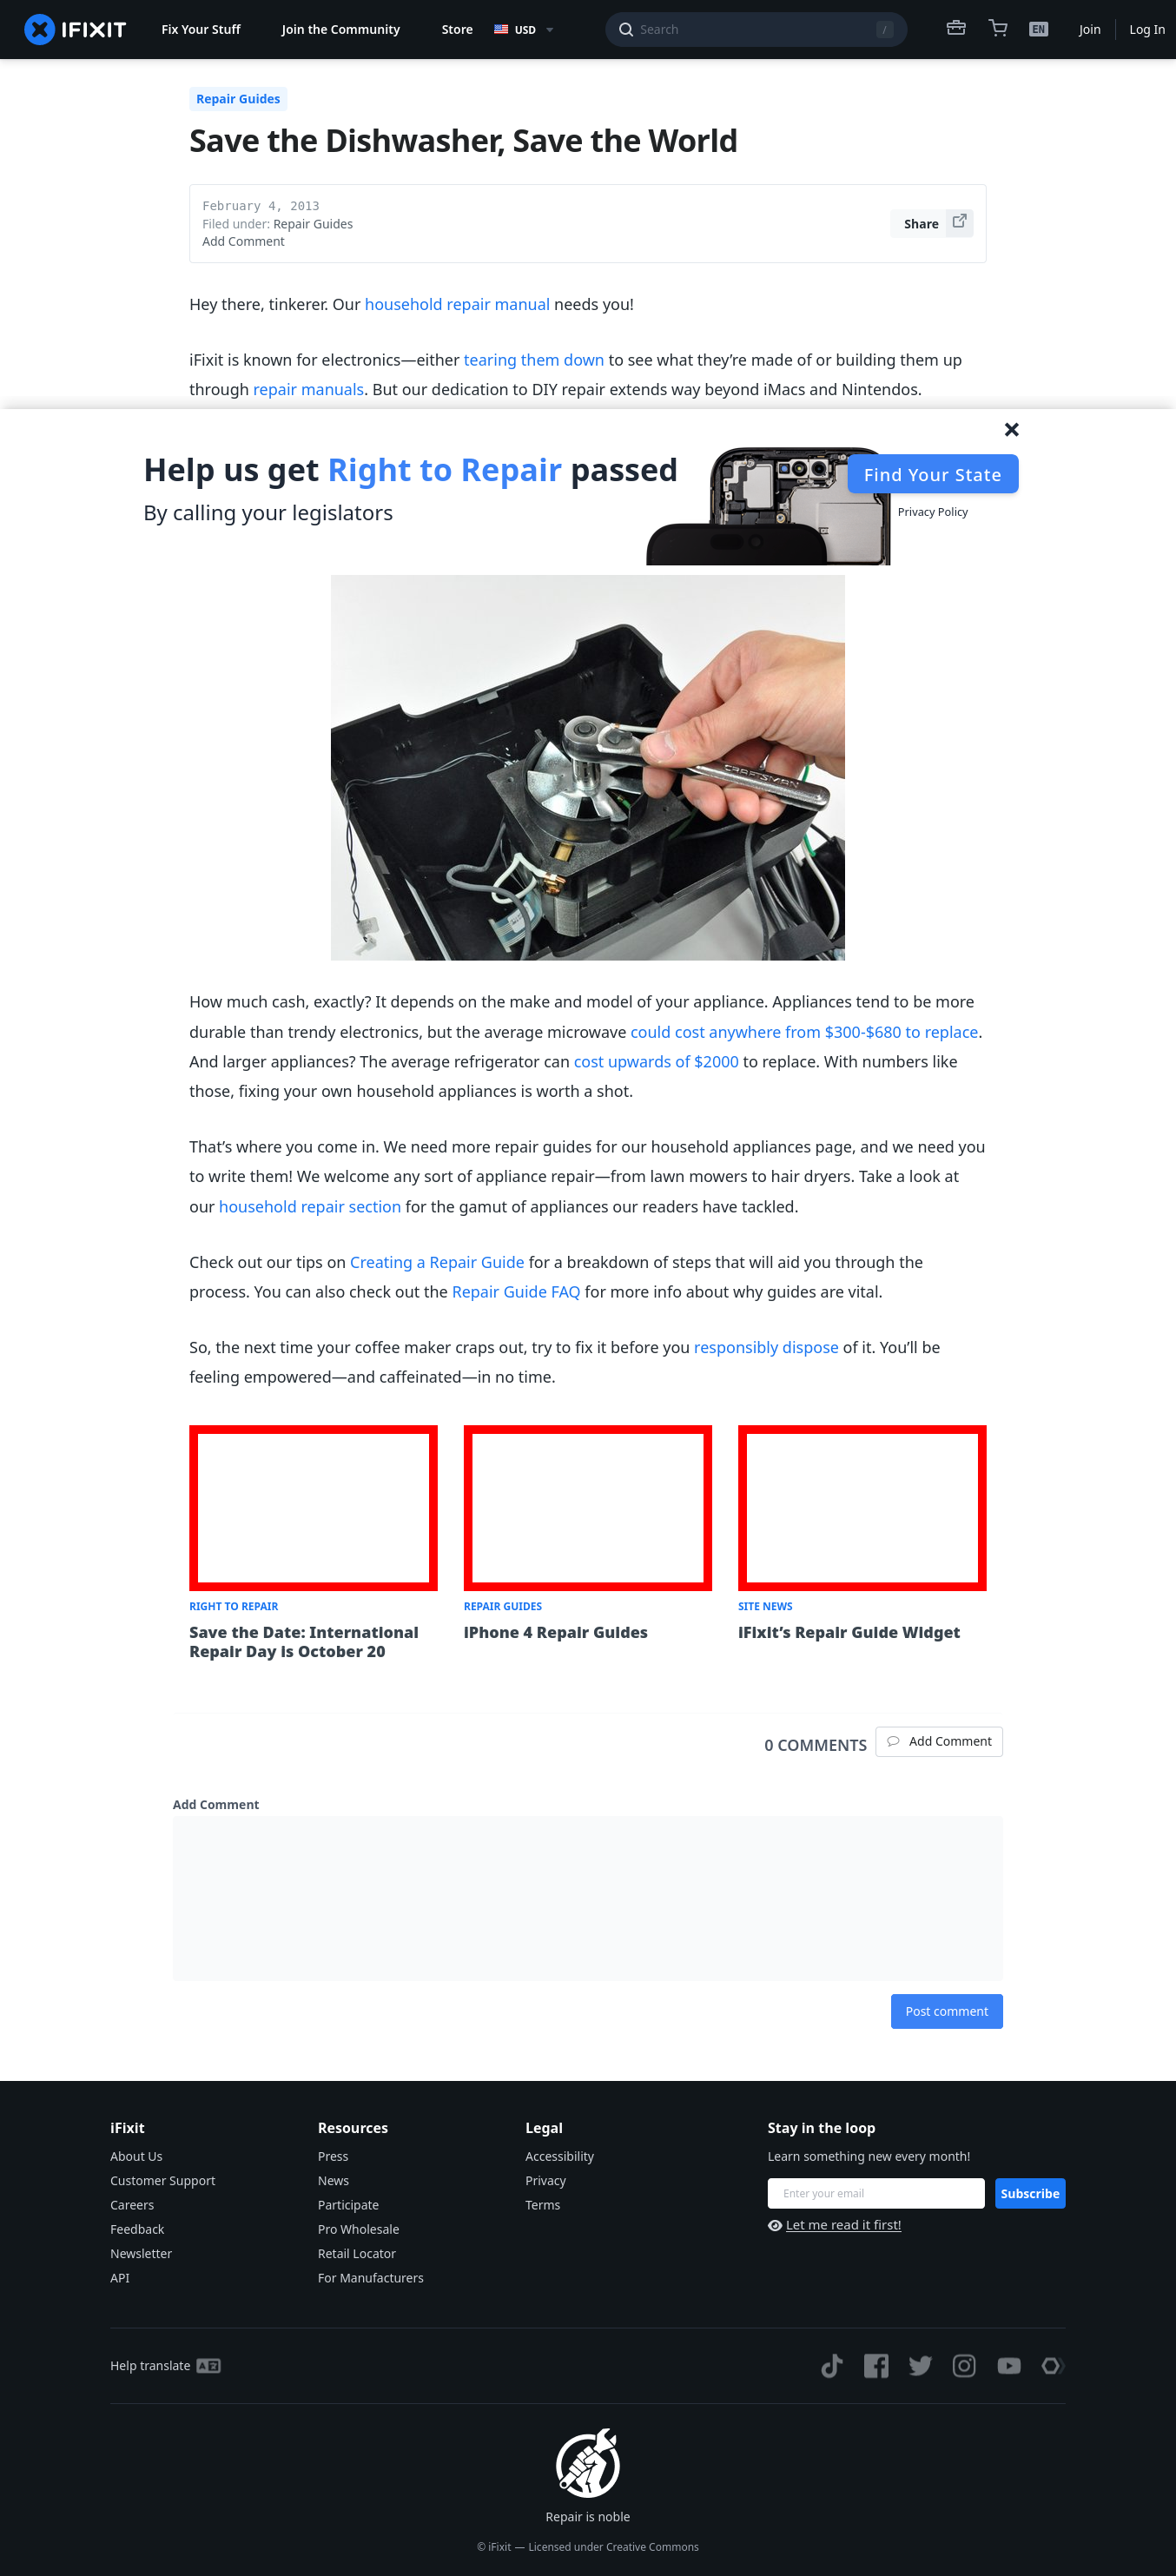 IFIXIT
Fix Your Stuff
Join the Community
Store
USD
Search
/
EN
Join
Log In
Repair Guides
Save the Dishwasher, Save the World
February 4, 2013
Filed under: Repair Guides
Add Comment
Share
Hey there, tinkerer. Our household repair manual needs you!
iFixit is known for electronics—either tearing them down to see what they’re made of or building them up
through repair manuals. But our dedication to DIY repair extends way beyond iMacs and Nintendos.
Help us get Right to Repair passed
By calling your legislators
Find Your State
Privacy Policy
CRAFTSMAN
How much cash, exactly? It depends on the make and model of your appliance. Appliances tend to be more
durable than trendy electronics, but the average microwave could cost anywhere from $300-$680 to replace.
And larger appliances? The average refrigerator can cost upwards of $2000 to replace. With numbers like
those, fixing your own household appliances is worth a shot.
That’s where you come in. We need more repair guides for our household appliances page, and we need you
to write them! We welcome any sort of appliance repair—from lawn mowers to hair dryers. Take a look at
our household repair section for the gamut of appliances our readers have tackled.
Check out our tips on Creating a Repair Guide for a breakdown of steps that will aid you through the
process. You can also check out the Repair Guide FAQ for more info about why guides are vital.
So, the next time your coffee maker craps out, try to fix it before you responsibly dispose of it. You’ll be
feeling empowered—and caffeinated—in no time.
RIGHT TO REPAIR
Save the Date: International
Repair Day is October 20
REPAIR GUIDES
iPhone 4 Repair Guides
SITE NEWS
iFixit’s Repair Guide Widget
0 COMMENTS
Add Comment
Add Comment
Post comment
iFixit
About Us
Customer Support
Careers
Feedback
Newsletter
API
Resources
Press
News
Participate
Pro Wholesale
Retail Locator
For Manufacturers
Legal
Accessibility
Privacy
Terms
Stay in the loop
Learn something new every month!
Enter your email
Subscribe
Let me read it first!
Help translate
Repair is noble
© iFixit — Licensed under Creative Commons